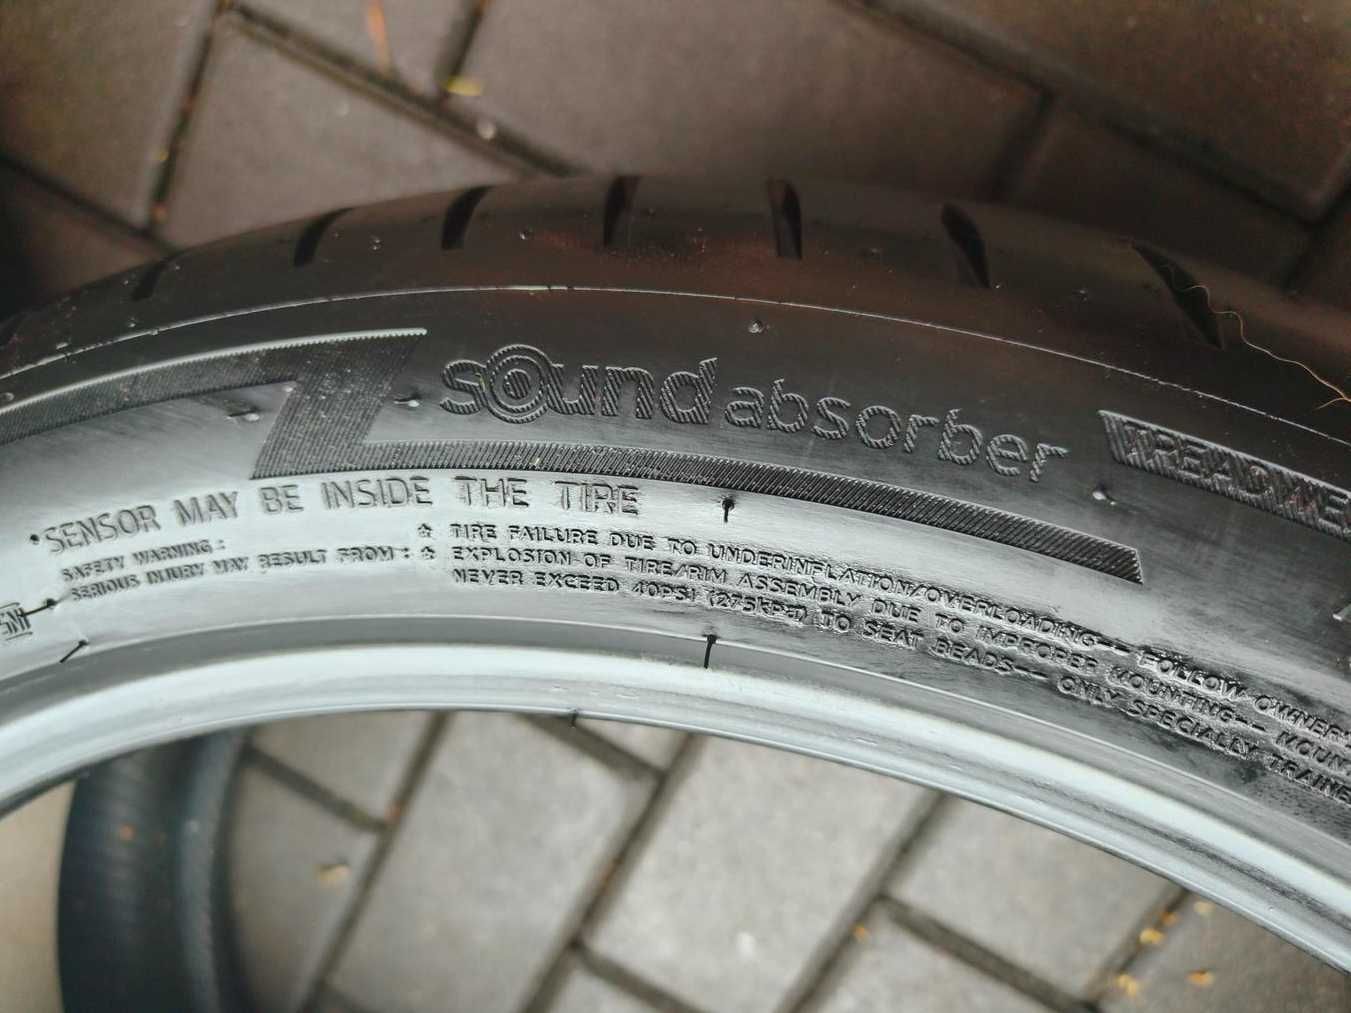 sound absorber
TREADWE
SENSOR MAY BE INSIDE THE TIRE
SAFETY WARNING :
SERIOUS INJURY MAY RESULT FROM :
☆ TIRE FAILURE DUE TO UNDERINFLATION/OVERLOADING-- FOLLOW OWNER'
☆ EXPLOSION OF TIRE/RIM ASSEMBLY DUE TO IMPROPER MOUNTING-- MOUNT
NEVER EXCEED 40PSI (275kPa) TO SEAT BEADS-- ONLY SPECIALLY TRAINE